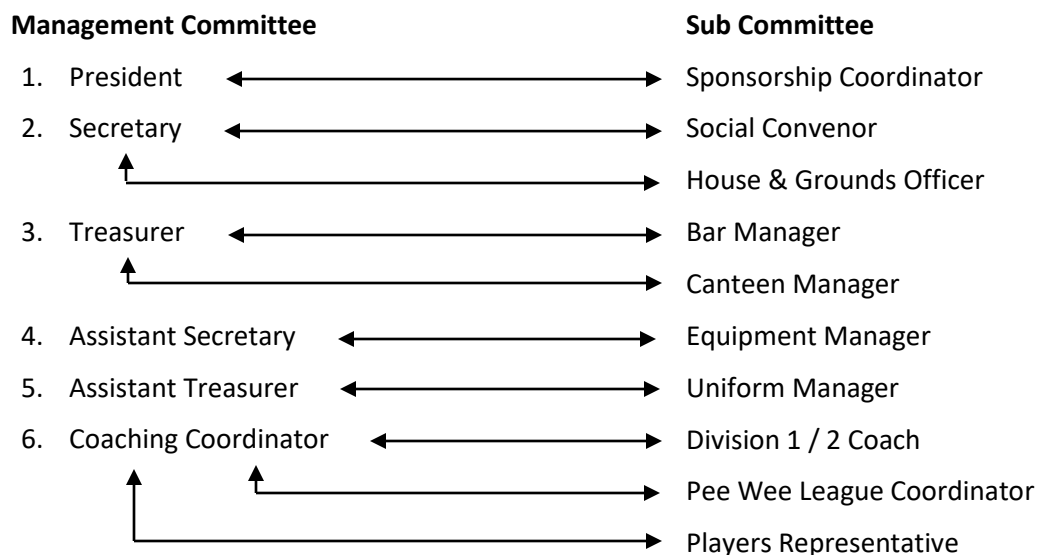 Management Committee Sub Committee
1. President Sponsorship Coordinator
2. Secretary Social Convenor
House & Grounds Officer
3. Treasurer Bar Manager
Canteen Manager
4. Assistant Secretary Equipment Manager
5. Assistant Treasurer Uniform Manager
6. Coaching Coordinator Division 1 / 2 Coach
Pee Wee League Coordinator
Players Representative